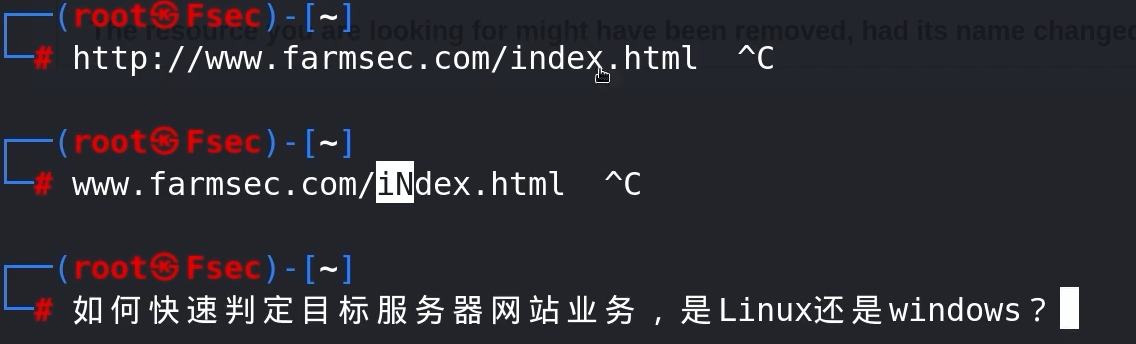 (root㉿Fsec)-[~]
The resource you are looking for might have been removed, had its name changed
# http://www.farmsec.com/index.html  ^C
(root㉿Fsec)-[~]
# www.farmsec.com/iNdex.html  ^C
(root㉿Fsec)-[~]
# 如何快速判定目标服务器网站业务，是Linux还是windows？